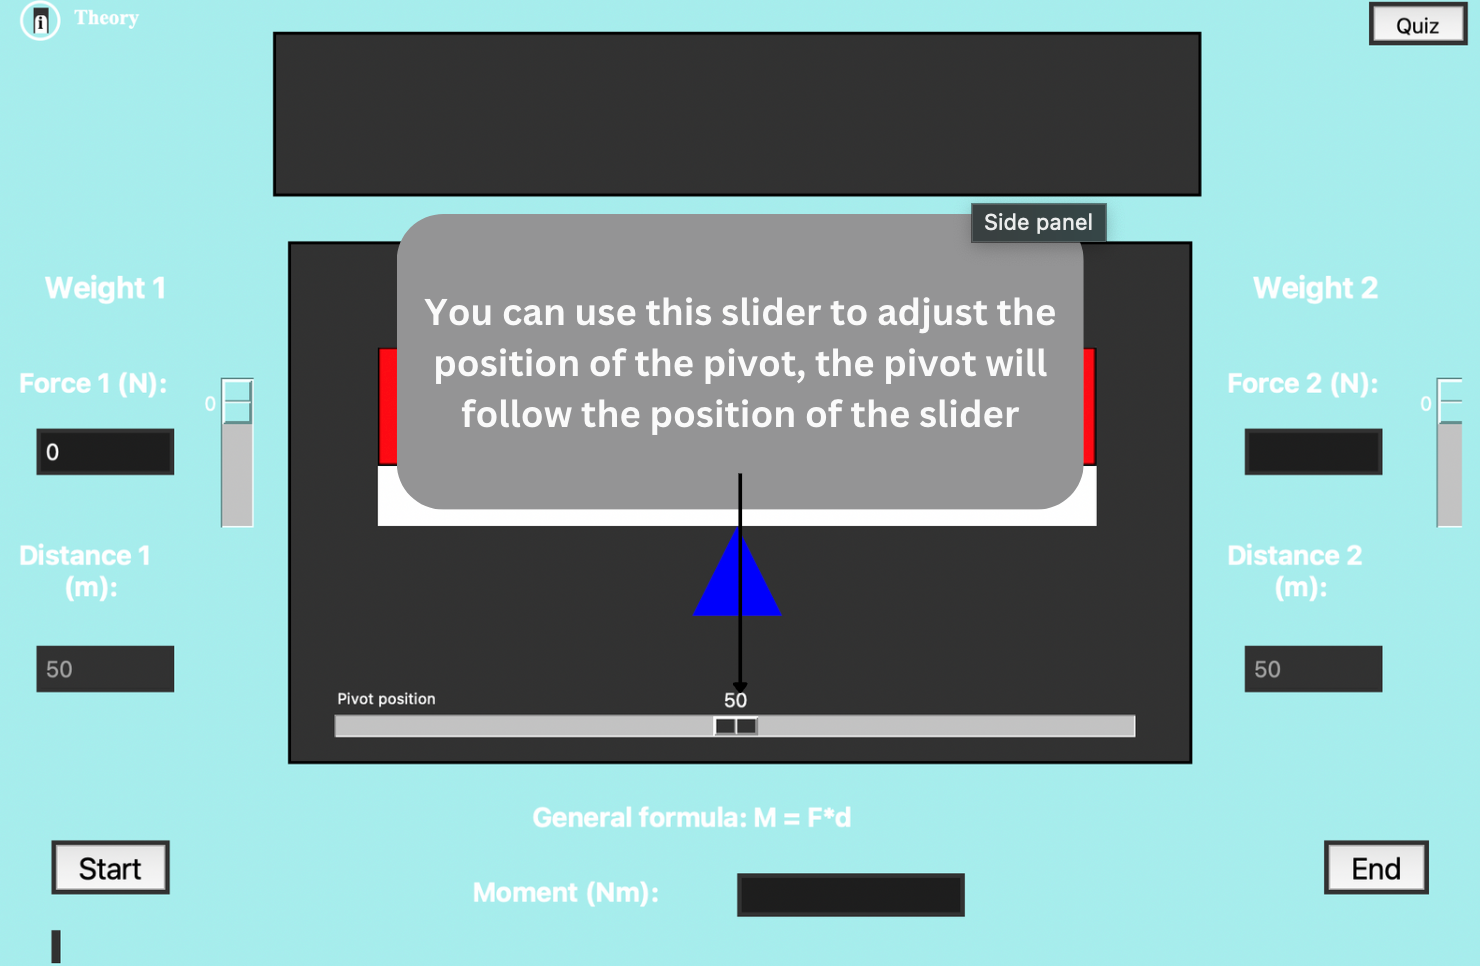 i Theory
Quiz
Side panel
Weight 1
Weight 2
You can use this slider to adjust the
position of the pivot, the pivot will
follow the position of the slider
Force 1 (N):
0
0
Force 2 (N):
0
Distance 1
(m):
50
Distance 2
(m):
50
Pivot position
50
General formula: M = F*d
Start
End
Moment (Nm):